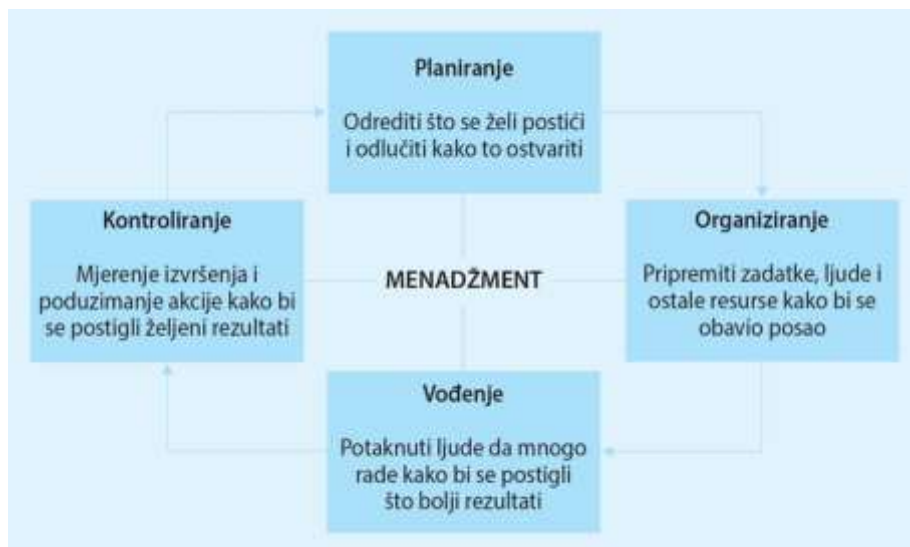 Planiranje
Odrediti što se želi postići
i odlučiti kako to ostvariti
Kontroliranje
Mjerenje izvršenja i
poduzimanje akcije kako bi
se postigli željeni rezultati
MENADŽMENT
Organiziranje
Pripremiti zadatke, ljude i
ostale resurse kako bi se
obavio posao
Vođenje
Potaknuti ljude da mnogo
rade kako bi se postigli
što bolji rezultati